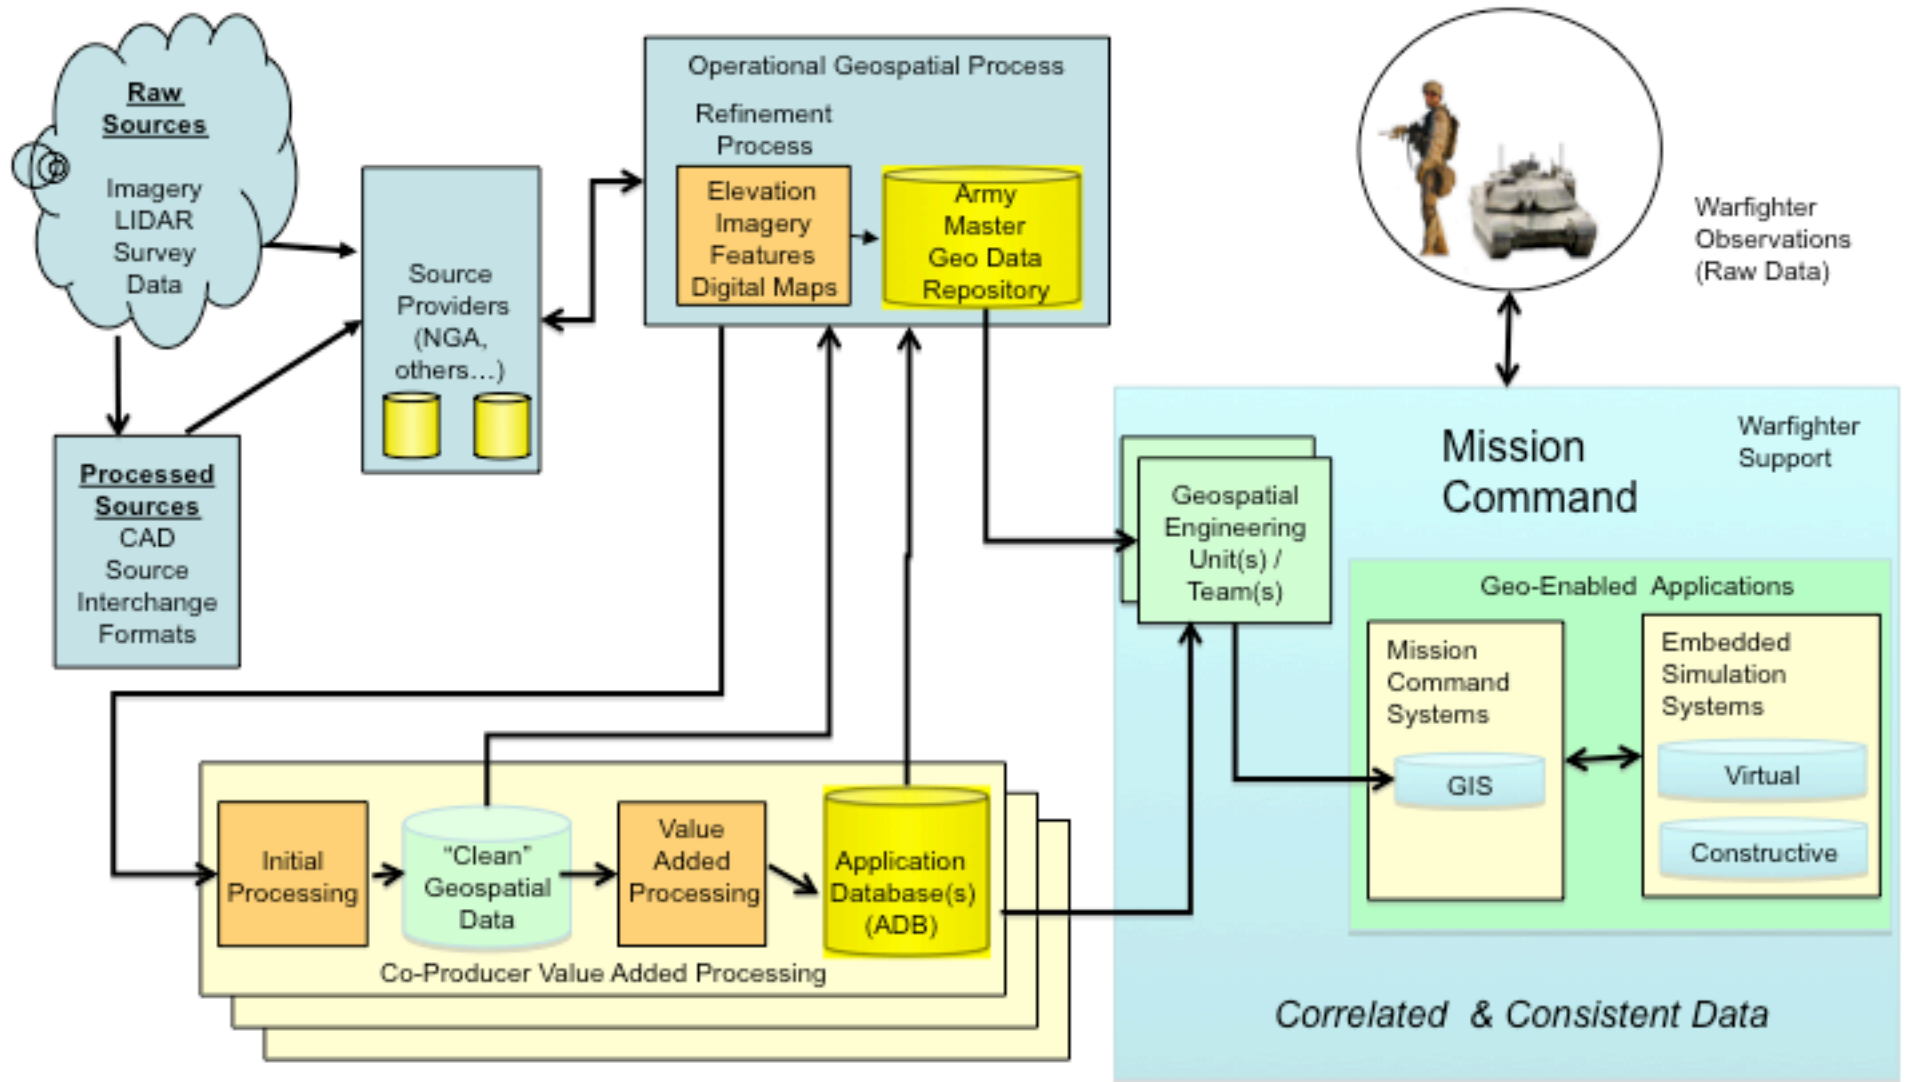 Raw
Sources
Imagery
LIDAR
Survey
Data
Processed
Sources
CAD
Source
Interchange
Formats
Source
Providers
(NGA,
others…)
Operational Geospatial Process
Refinement
Process
Elevation
Imagery
Features
Digital Maps
Army
Master
Geo Data
Repository
Warfighter
Observations
(Raw Data)
Mission
Command
Warfighter
Support
Geospatial
Engineering
Unit(s) /
Team(s)
Geo-Enabled Applications
Mission
Command
Systems
GIS
Embedded
Simulation
Systems
Virtual
Constructive
Correlated & Consistent Data
Initial
Processing
“Clean”
Geospatial
Data
Value
Added
Processing
Application
Database(s)
(ADB)
Co-Producer Value Added Processing